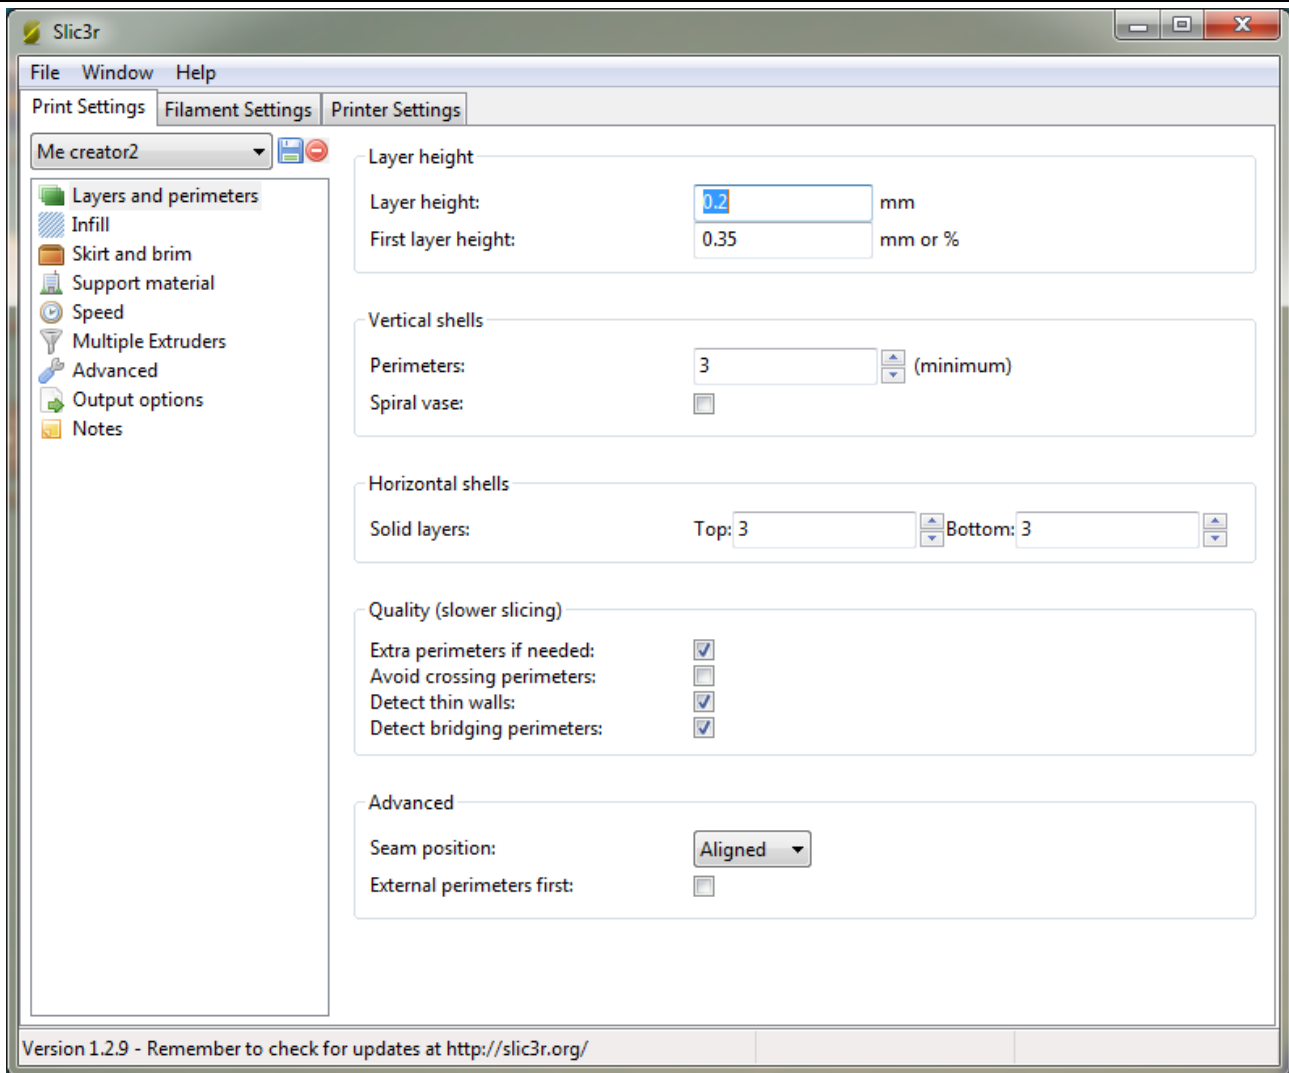 Slic3r
File Window Help
Print Settings Filament Settings Printer Settings
Me creator2
Layers and perimeters
Infill
Skirt and brim
Support material
Speed
Multiple Extruders
Advanced
Output options
Notes
Layer height
Layer height: 0.2 mm
First layer height: 0.35 mm or %
Vertical shells
Perimeters: 3 (minimum)
Spiral vase:
Horizontal shells
Solid layers: Top: 3 Bottom: 3
Quality (slower slicing)
Extra perimeters if needed:
Avoid crossing perimeters:
Detect thin walls:
Detect bridging perimeters:
Advanced
Seam position: Aligned
External perimeters first:
Version 1.2.9 - Remember to check for updates at http://slic3r.org/